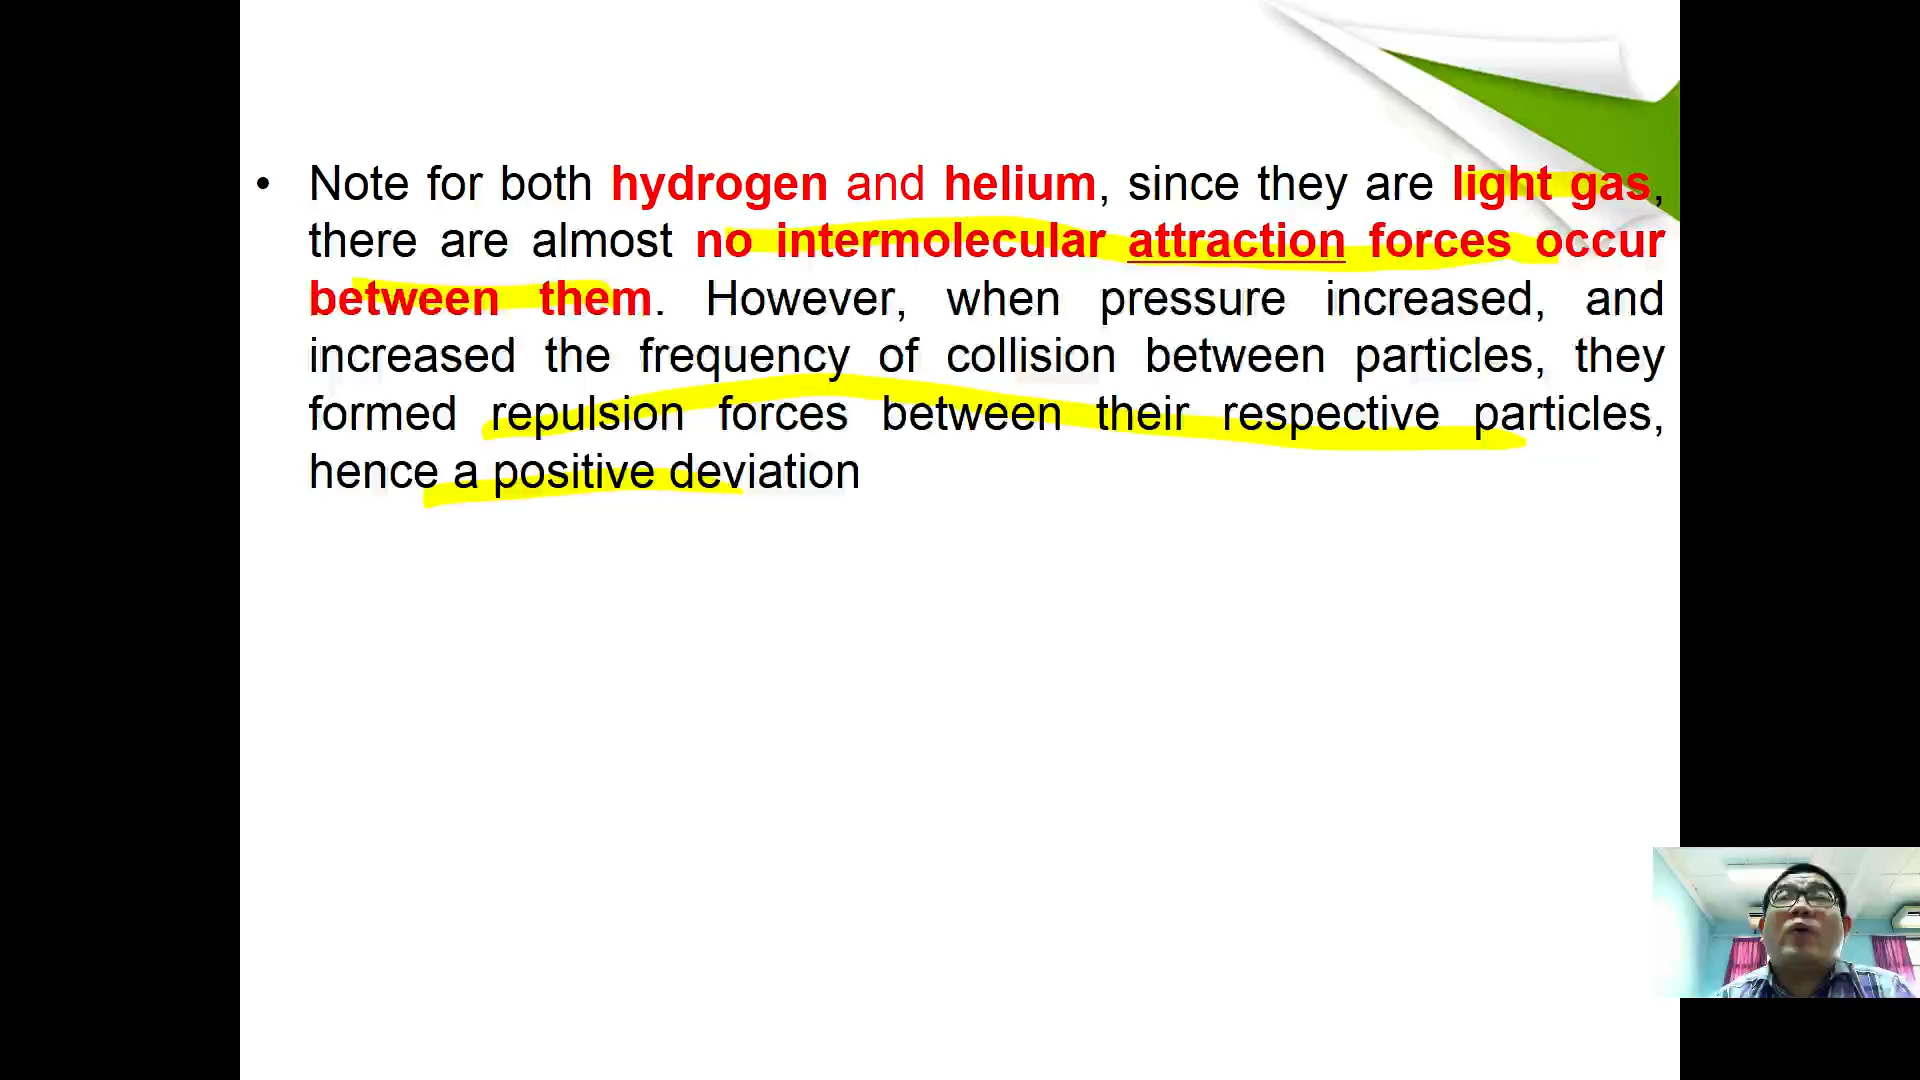 • Note for both hydrogen and helium, since they are light gas,
there are almost no intermolecular attraction forces occur
between them. However, when pressure increased, and
increased the frequency of collision between particles, they
formed repulsion forces between their respective particles,
hence a positive deviation